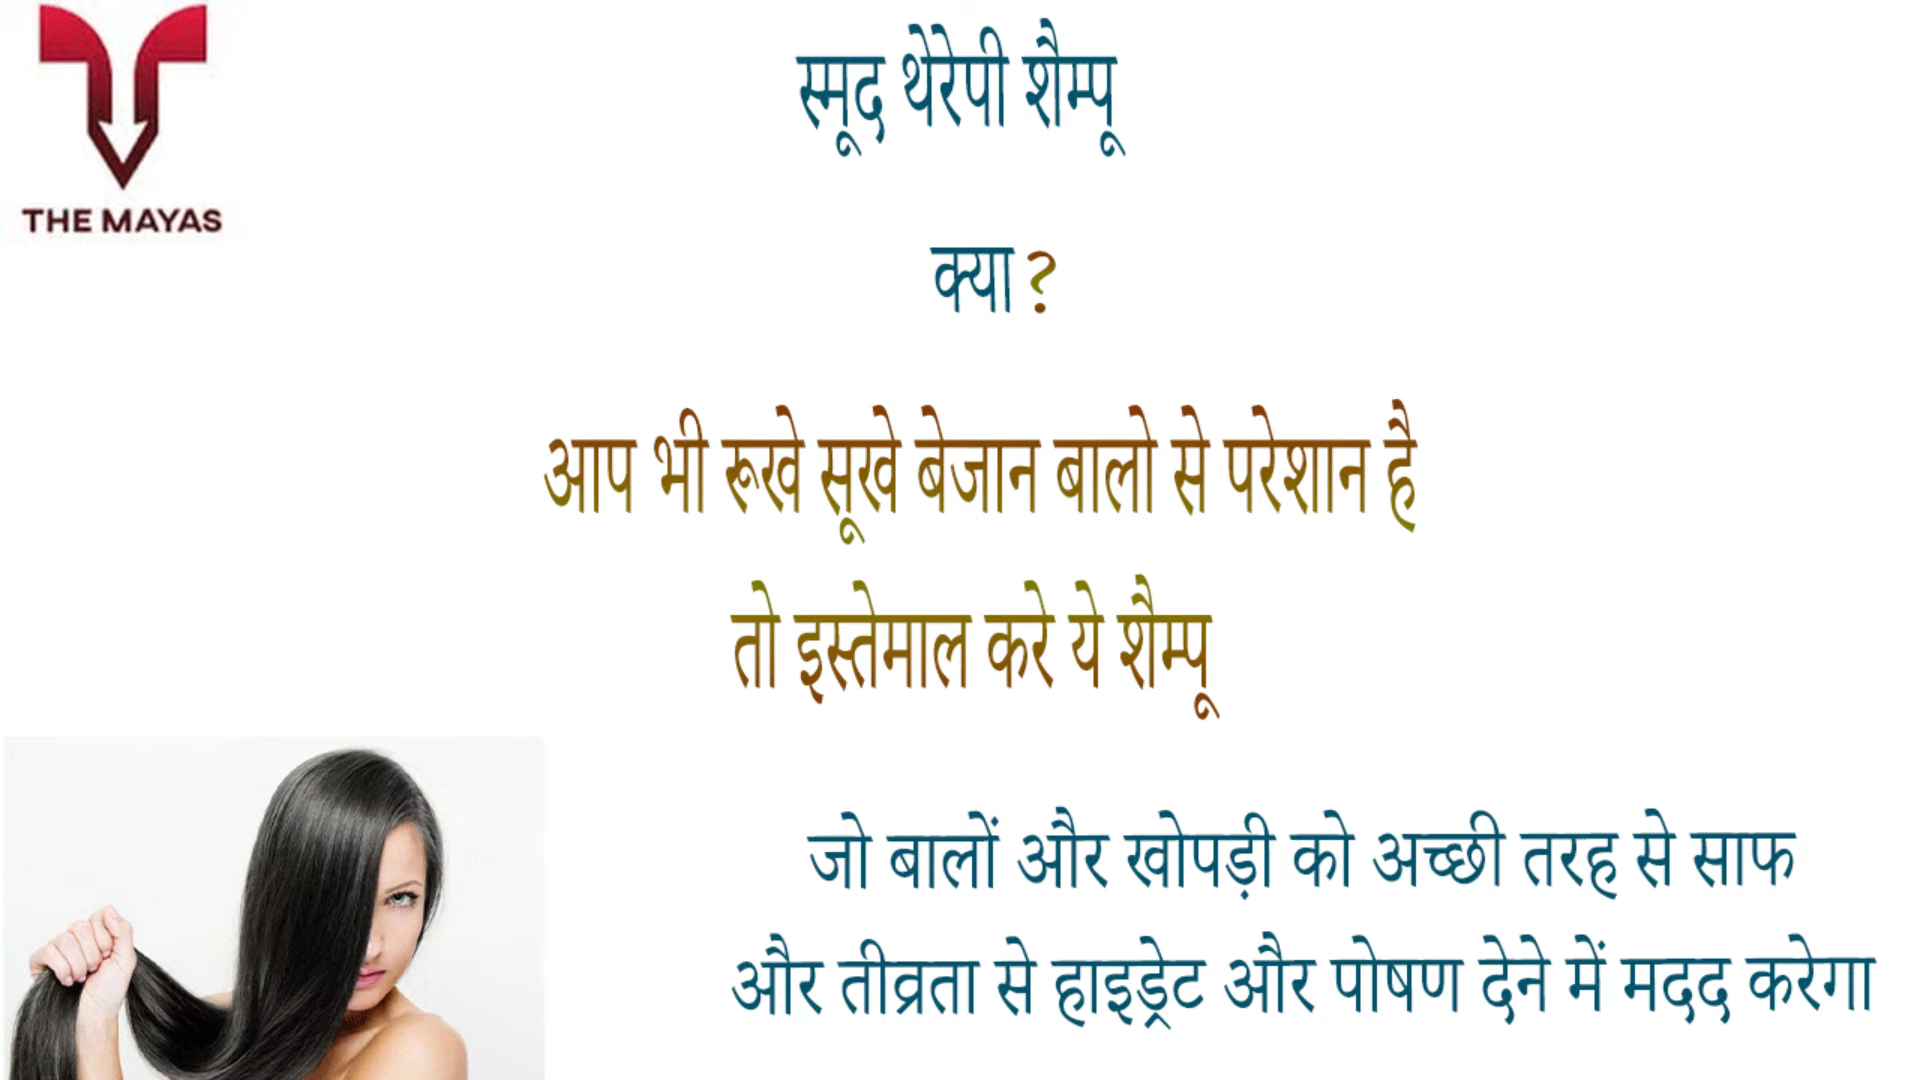 THE MAYAS
स्मूद थेरेपी शैम्पू
क्या ?
आप भी रूखे सूखे बेजान बालो से परेशान है
तो इस्तेमाल करे ये शैम्पू
जो बालों और खोपड़ी को अच्छी तरह से साफ
और तीव्रता से हाइड्रेट और पोषण देने में मदद करेगा